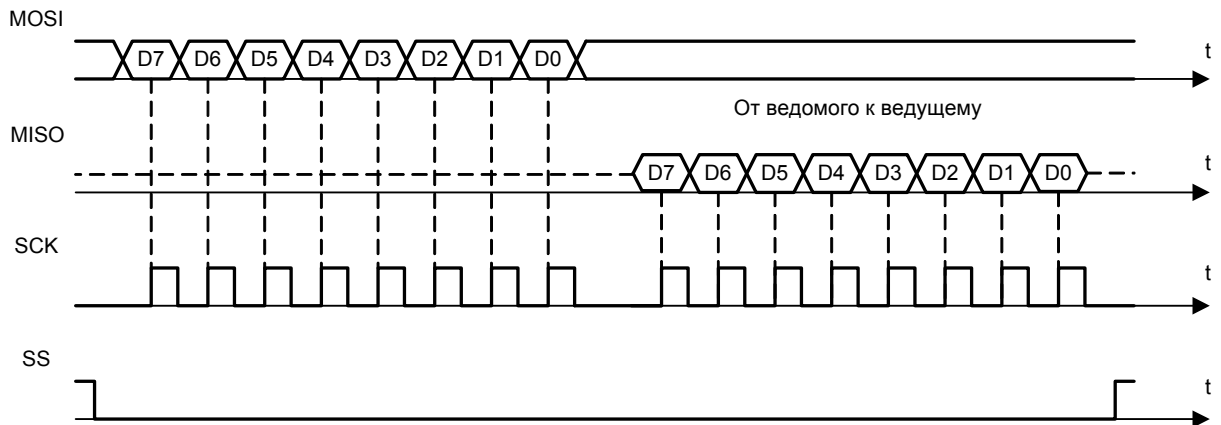 MOSI
D7 D6 D5 D4 D3 D2 D1 D0
t
От ведомого к ведущему
MISO
D7 D6 D5 D4 D3 D2 D1 D0
t
SCK
t
SS
t